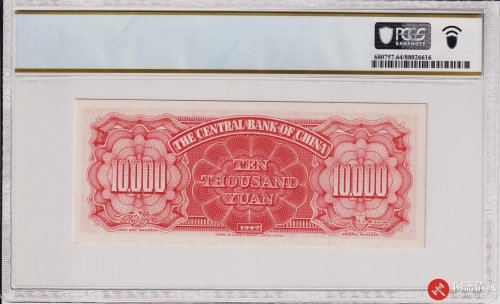 PCGS
BANKNOTE
680757.64/88026616
THE CENTRAL BANK OF CHINA
10,000
TEN
THOUSAND
YUAN
10,000
1947